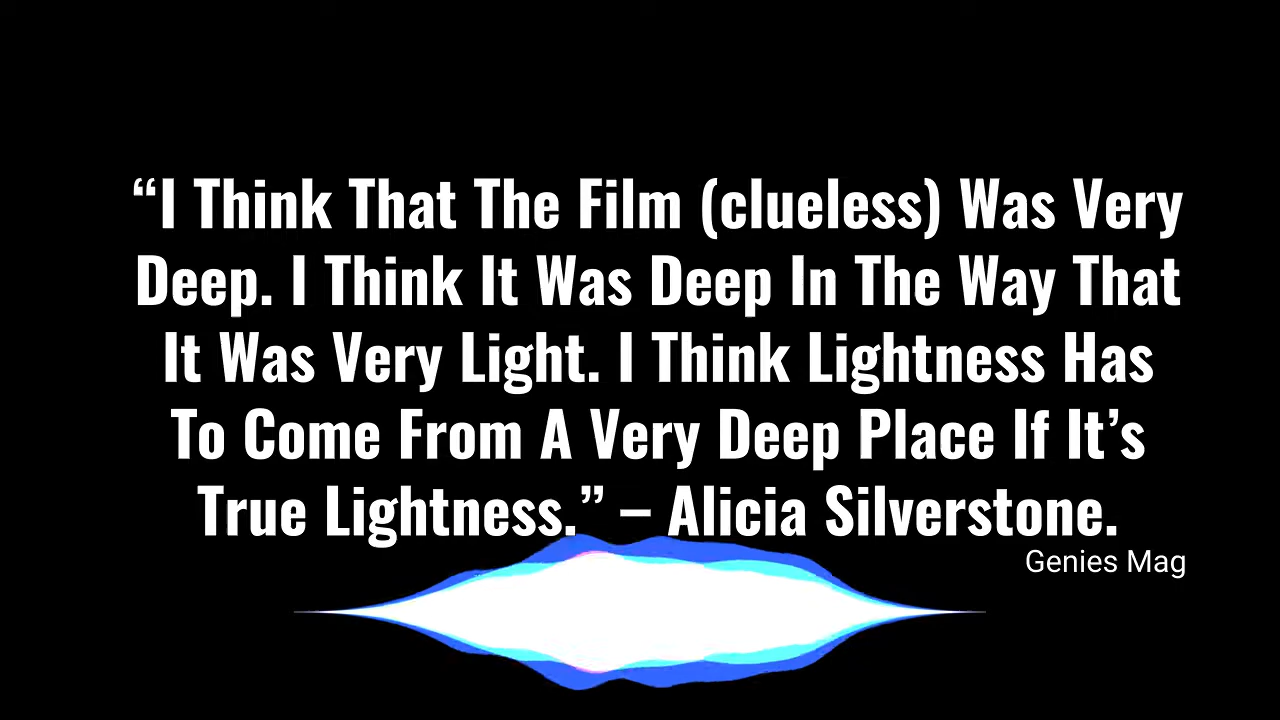 “I Think That The Film (clueless) Was Very
Deep. I Think It Was Deep In The Way That
It Was Very Light. I Think Lightness Has
To Come From A Very Deep Place If It’s
True Lightness.” – Alicia Silverstone.
Genies Mag